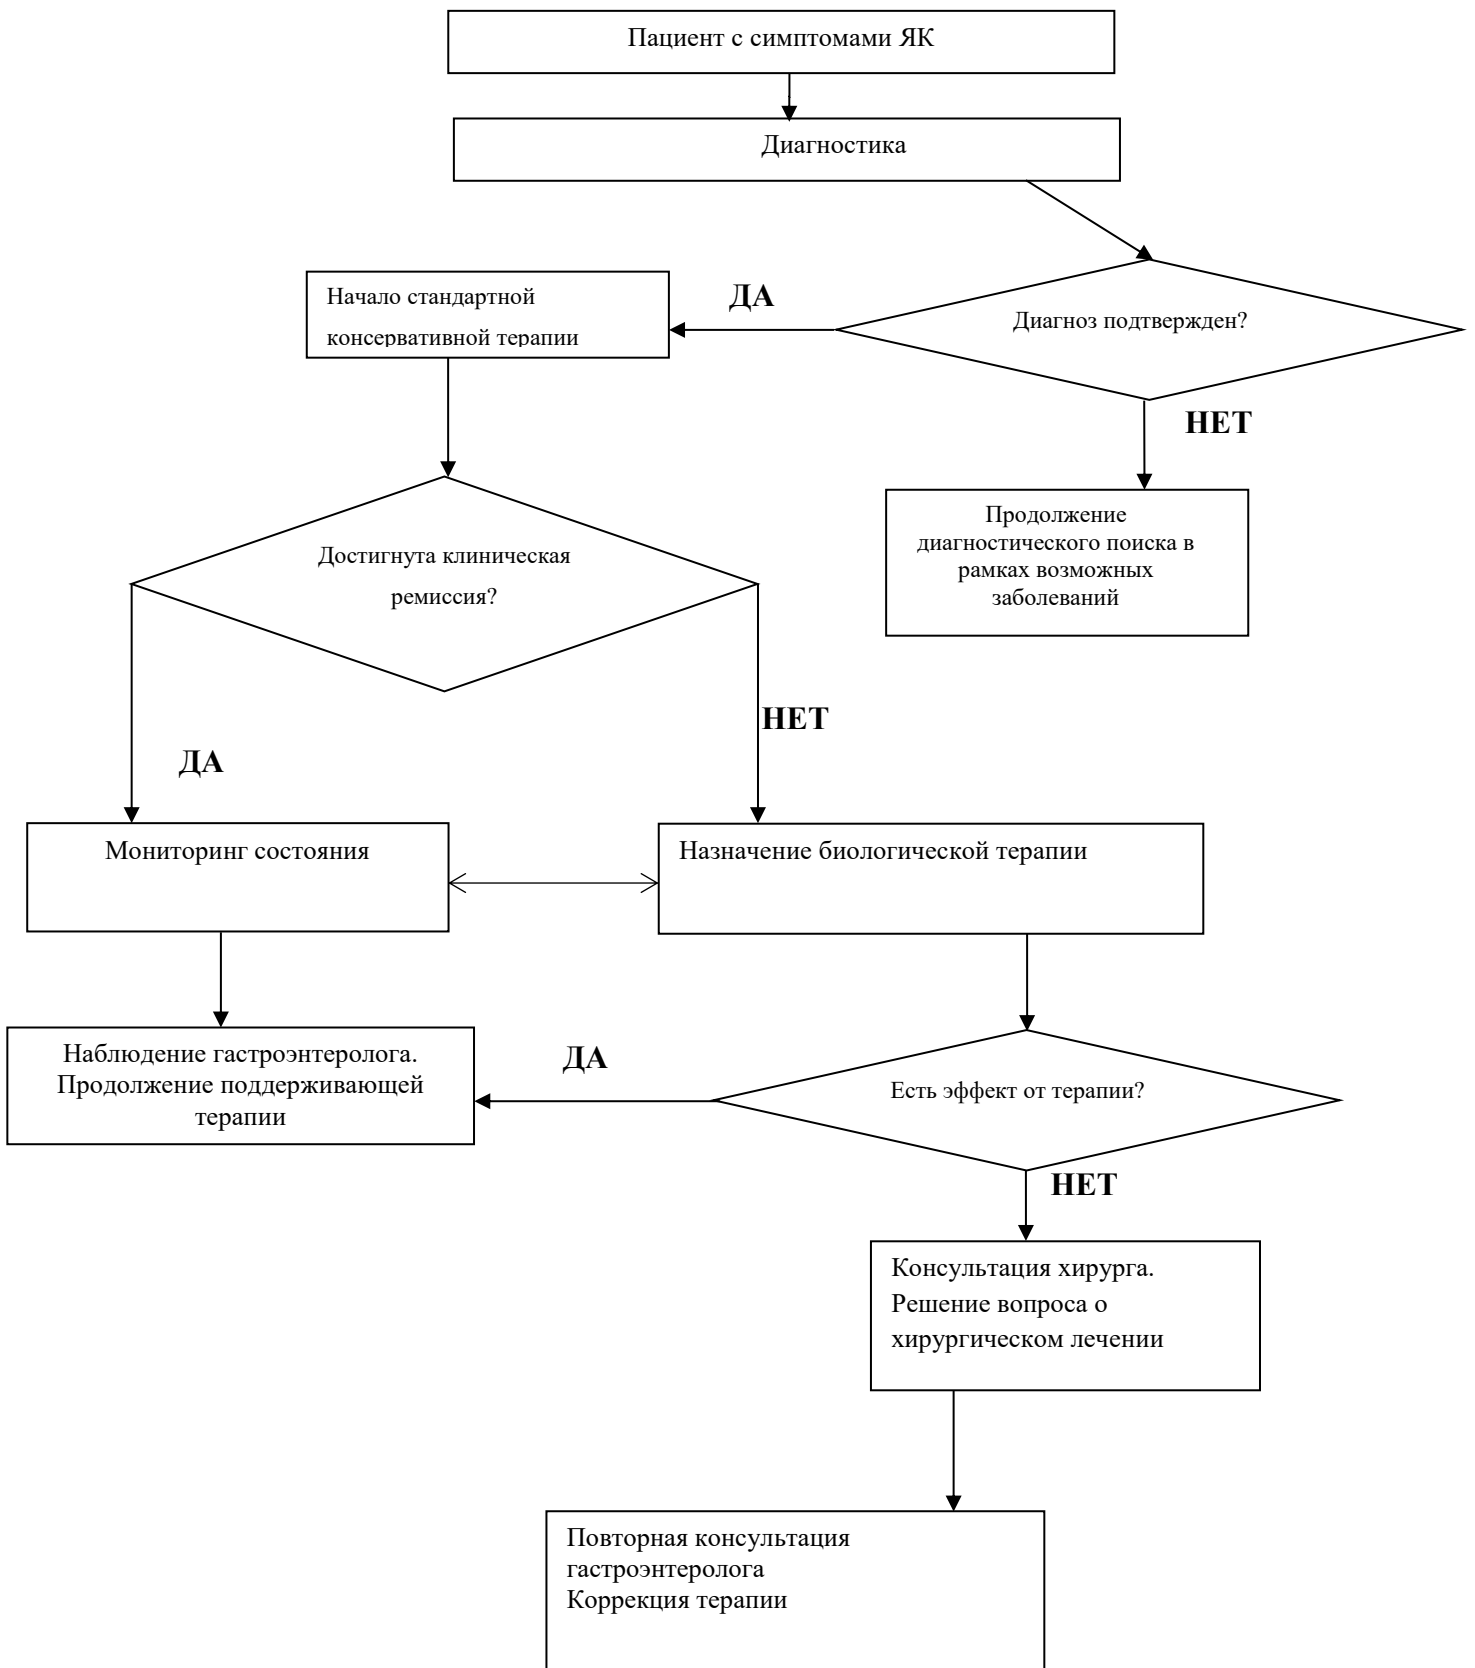 Пациент с симптомами ЯК
Диагностика
Диагноз подтвержден?
ДА
Начало стандартной
консервативной терапии
НЕТ
Продолжение
диагностического поиска в
рамках возможных
заболеваний
Достигнута клиническая
ремиссия?
НЕТ
ДА
Мониторинг состояния
Назначение биологической терапии
Наблюдение гастроэнтеролога.
Продолжение поддерживающей
терапии
ДА
Есть эффект от терапии?
НЕТ
Консультация хирурга.
Решение вопроса о
хирургическом лечении
Повторная консультация
гастроэнтеролога
Коррекция терапии